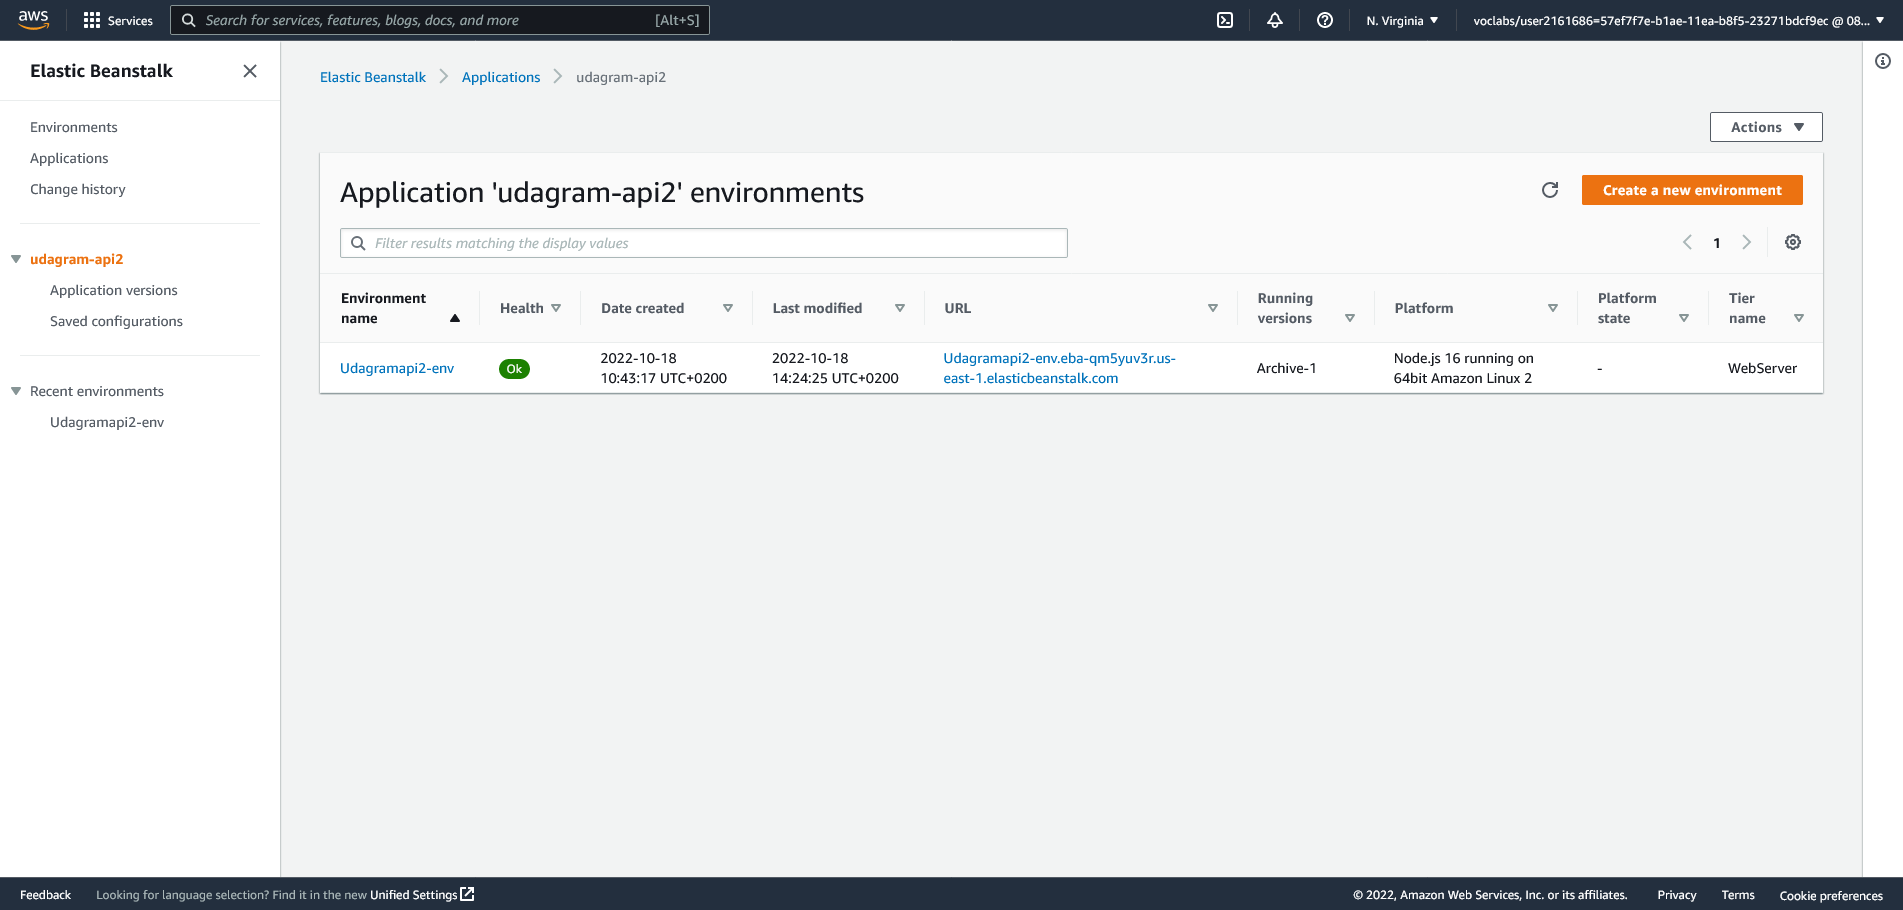 aws
Services
Search for services, features, blogs, docs, and more
[Alt+S]
N. Virginia
voclabs/user2161686=57ef7f7e-b1ae-11ea-b8f5-23271bdcf9ec @ 08...
Elastic Beanstalk
Environments
Applications
Change history
udagram-api2
Application versions
Saved configurations
Recent environments
Udagramapi2-env
Elastic Beanstalk
Applications
udagram-api2
Actions
Application 'udagram-api2' environments
Create a new environment
Filter results matching the display values
1
Environment
name
Health
Date created
Last modified
URL
Running
versions
Platform
Platform
state
Tier
name
Udagramapi2-env
Ok
2022-10-18
10:43:17 UTC+0200
2022-10-18
14:24:25 UTC+0200
Udagramapi2-env.eba-qm5yuv3r.us-
east-1.elasticbeanstalk.com
Archive-1
Node.js 16 running on
64bit Amazon Linux 2
-
WebServer
Feedback
Looking for language selection? Find it in the new Unified Settings
© 2022, Amazon Web Services, Inc. or its affiliates.
Privacy
Terms
Cookie preferences